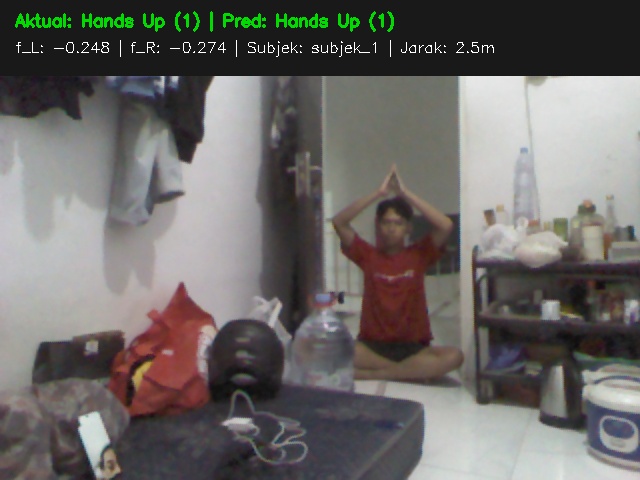 Aktual: Hands Up (1) | Pred: Hands Up (1)
f_L: −0.248 | f_R: −0.274 | Subjek: subjek_1 | Jarak: 2.5m